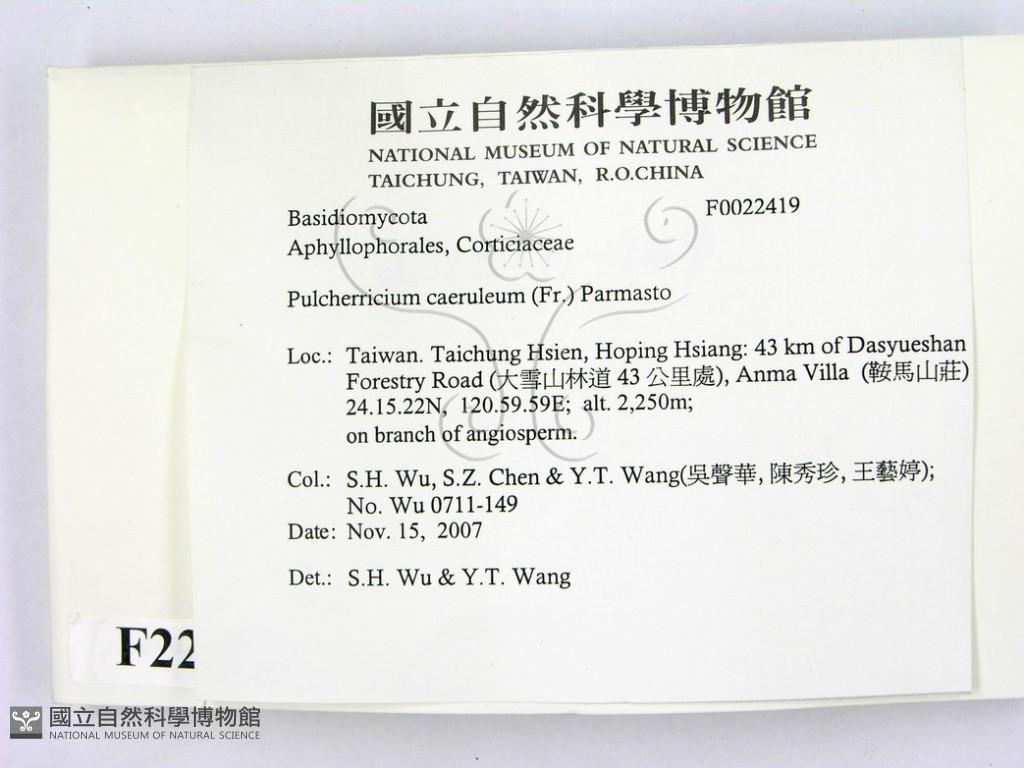 國立自然科學博物館
NATIONAL MUSEUM OF NATURAL SCIENCE
TAICHUNG, TAIWAN, R.O.CHINA
Basidiomycota F0022419
Aphyllophorales, Corticiaceae
Pulcherricium caeruleum (Fr.) Parmasto
Loc.: Taiwan. Taichung Hsien, Hoping Hsiang: 43 km of Dasyueshan
Forestry Road (大雪山林道 43 公里處), Anma Villa (鞍馬山莊)
24.15.22N, 120.59.59E; alt. 2,250m;
on branch of angiosperm.
Col.: S.H. Wu, S.Z. Chen & Y.T. Wang(吳聲華, 陳秀珍, 王藝婷);
No. Wu 0711-149
Date: Nov. 15, 2007
Det.: S.H. Wu & Y.T. Wang
F22
國立自然科學博物館
NATIONAL MUSEUM OF NATURAL SCIENCE